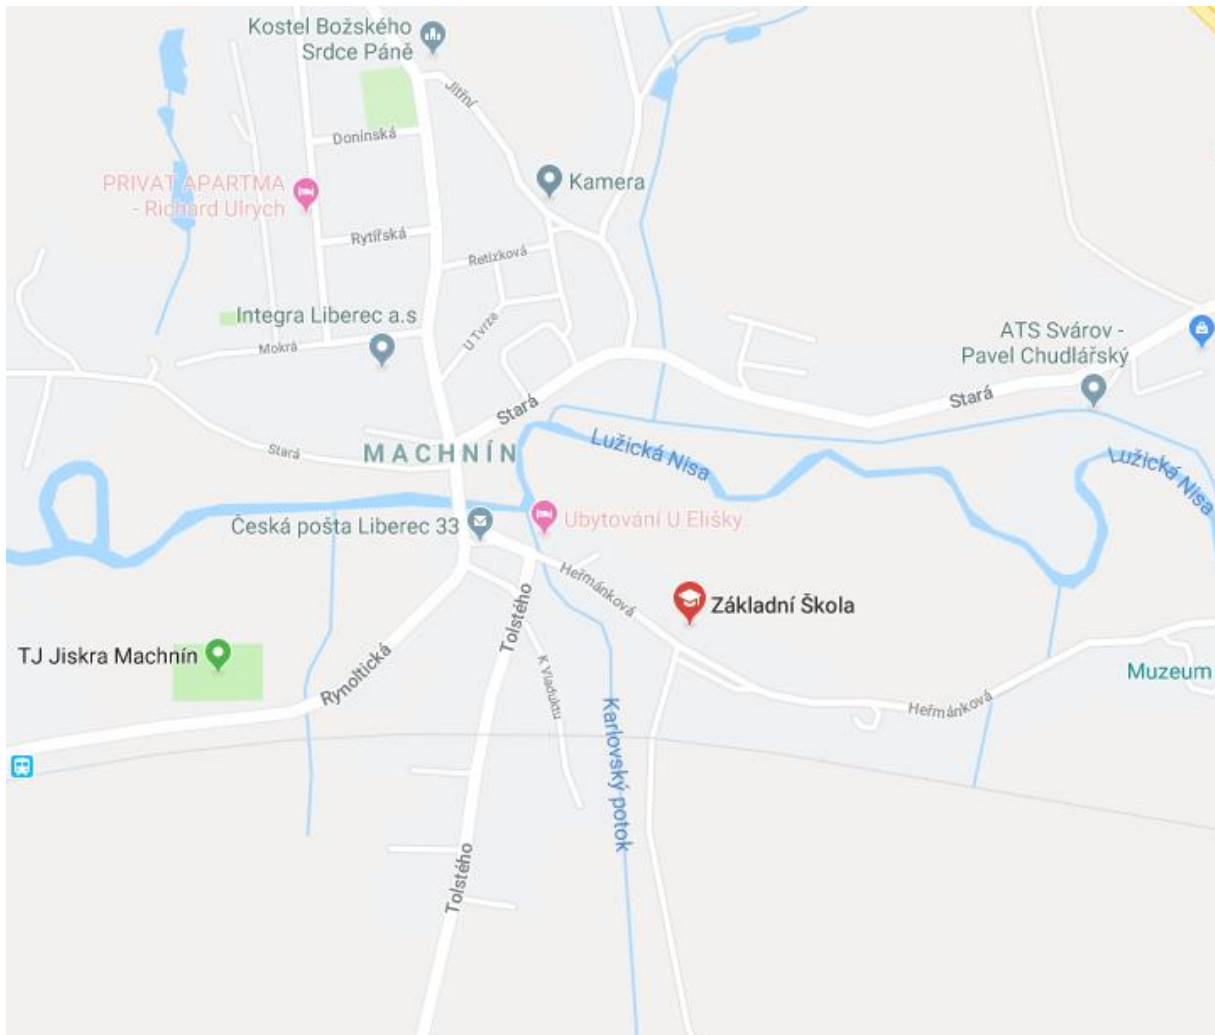 Kostel Božského
Srdce Páně
Jitřní
Donínská
PRIVAT APARTMA
- Richard Ulrych
Kamera
Rytířská
Řetízková
Integra Liberec a.s
U Tvrze
Mokrá
ATS Svárov -
Pavel Chudlářský
Stará
Stará
Stará
MACHNÍN
Lužická Nisa
Lužická Nisa
Česká pošta Liberec 33
Ubytování U Elišky
Heřmánková
Základní Škola
Tolstého
TJ Jiskra Machnín
Rynoltická
K Viaduktu
Muzeum
Heřmánková
Karlovský potok
Tolstého